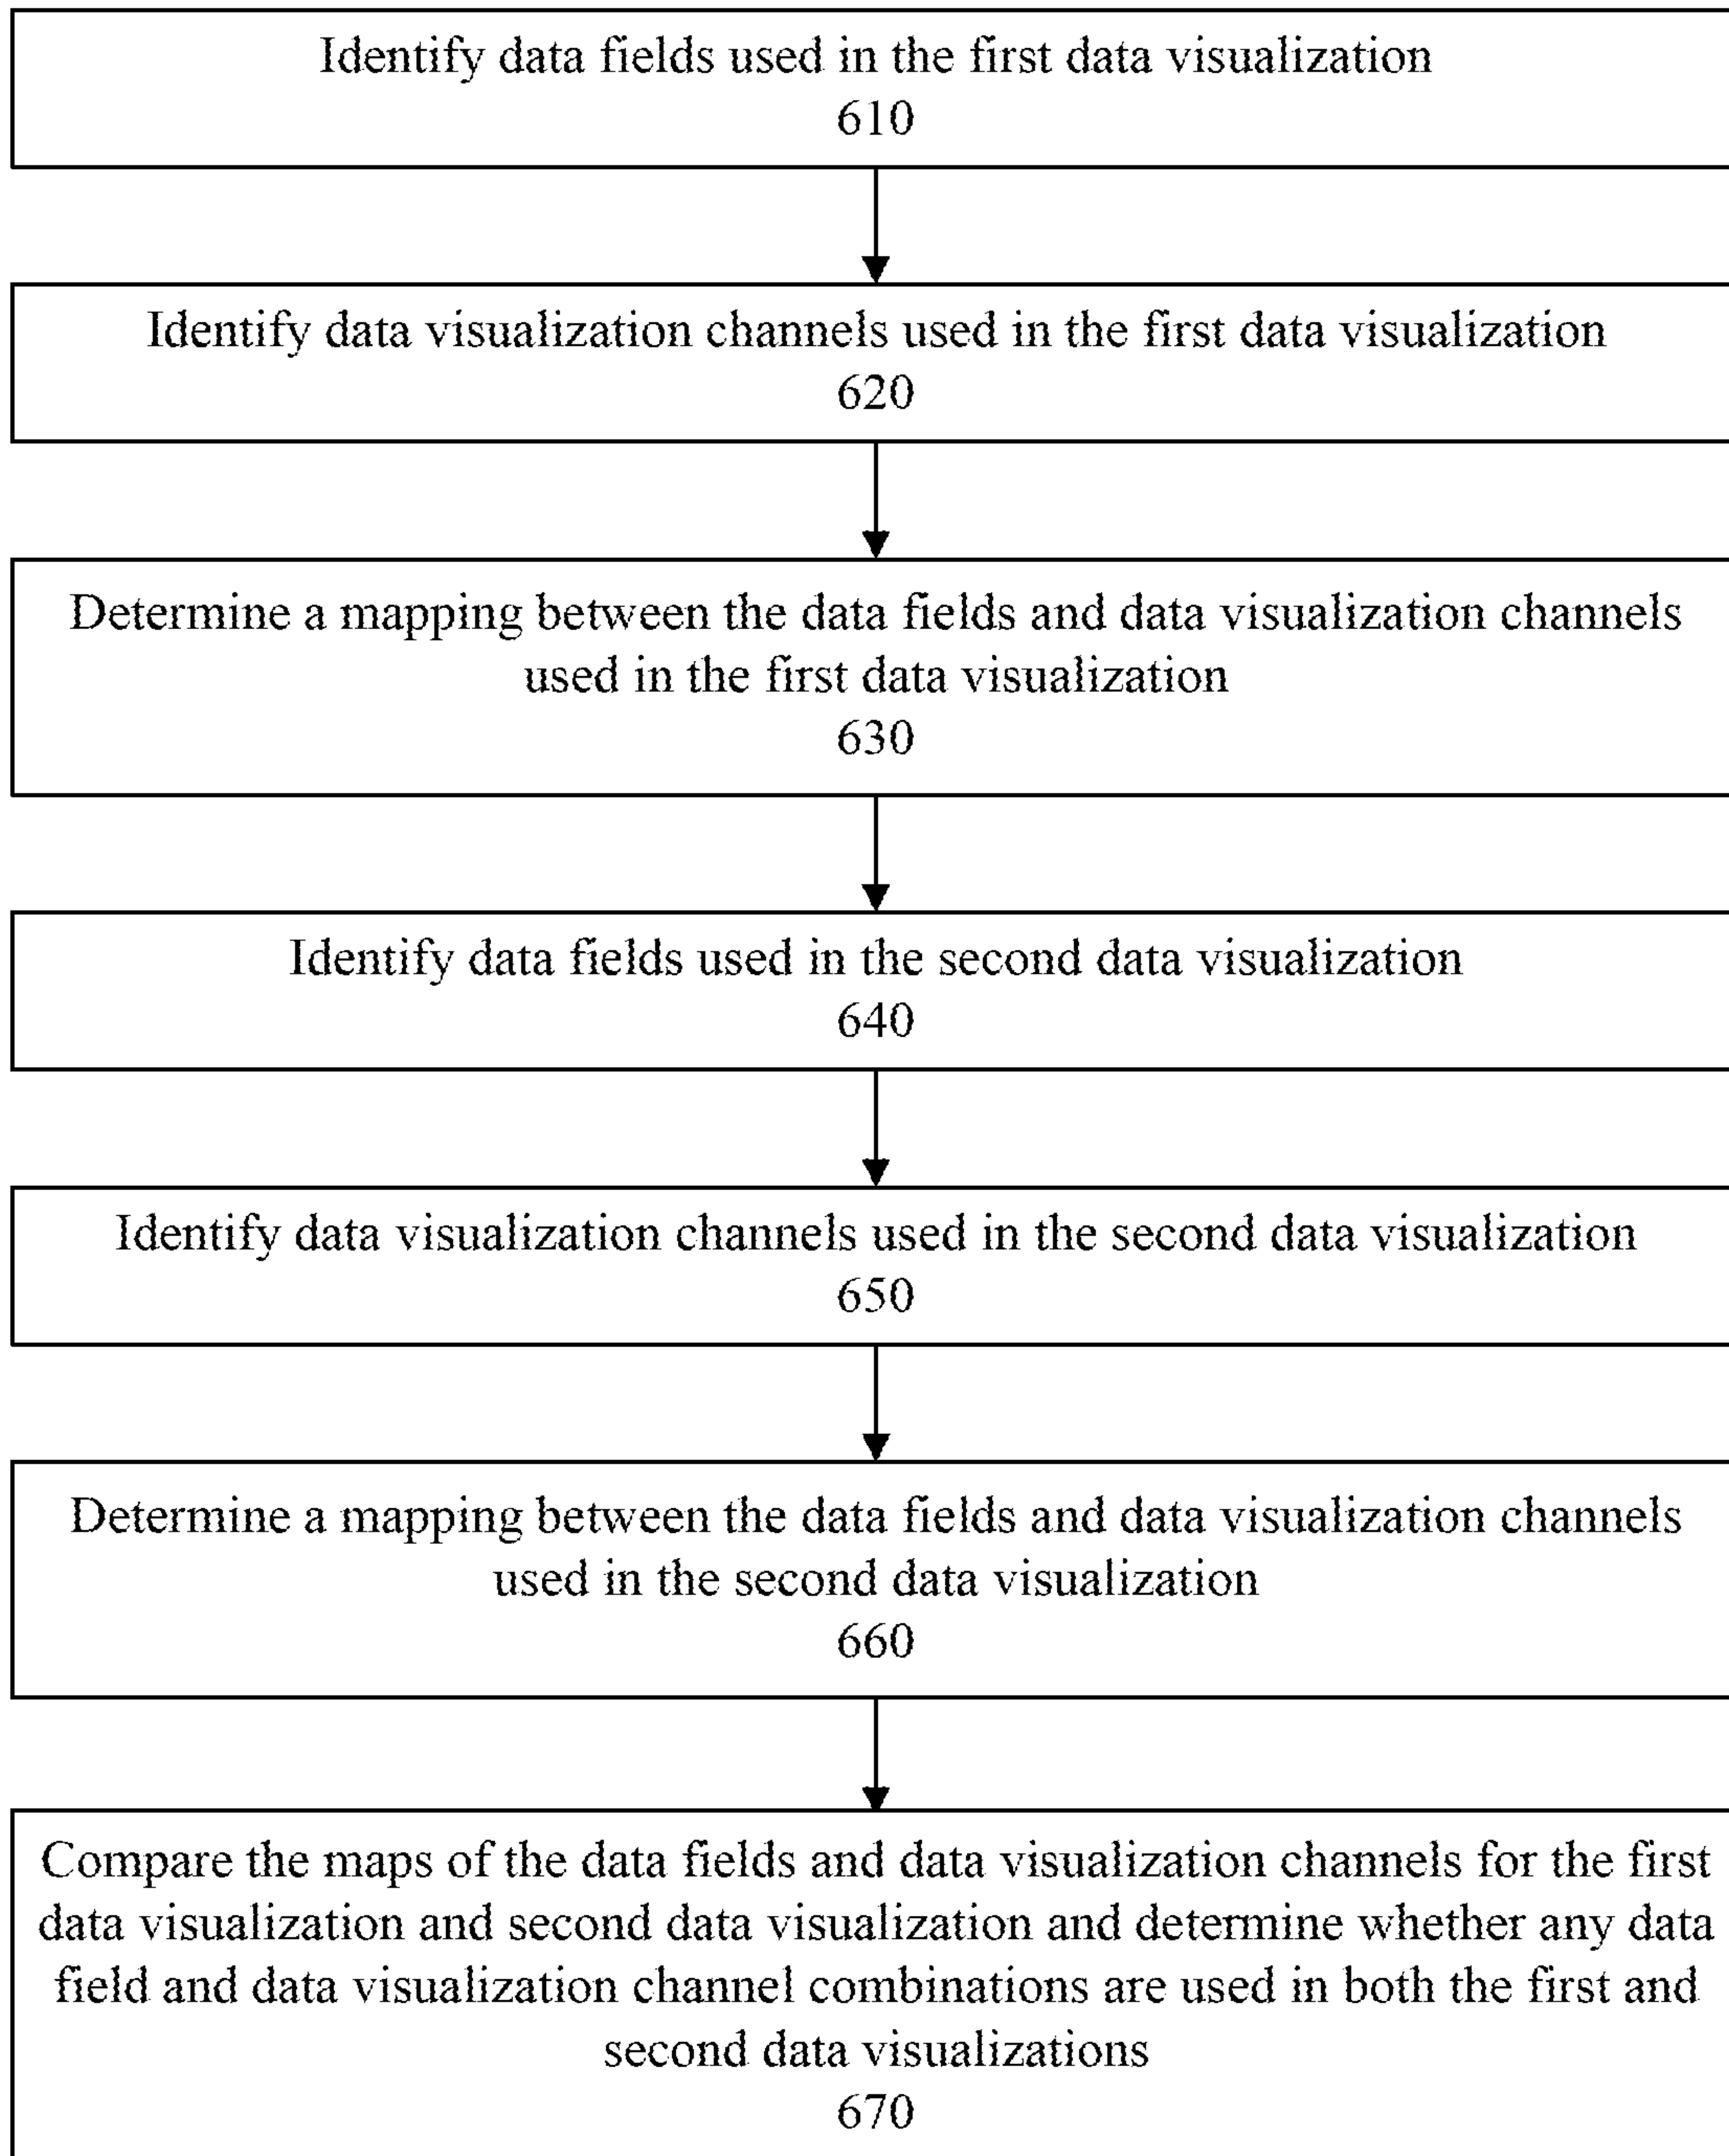 Identify data fields used in the first data visualization
610
Identify data visualization channels used in the first data visualization
620
Determine a mapping between the data fields and data visualization channels
used in the first data visualization
630
Identify data fields used in the second data visualization
640
Identify data visualization channels used in the second data visualization
650
Determine a mapping between the data fields and data visualization channels
used in the second data visualization
660
Compare the maps of the data fields and data visualization channels for the first
data visualization and second data visualization and determine whether any data
field and data visualization channel combinations are used in both the first and
second data visualizations
670